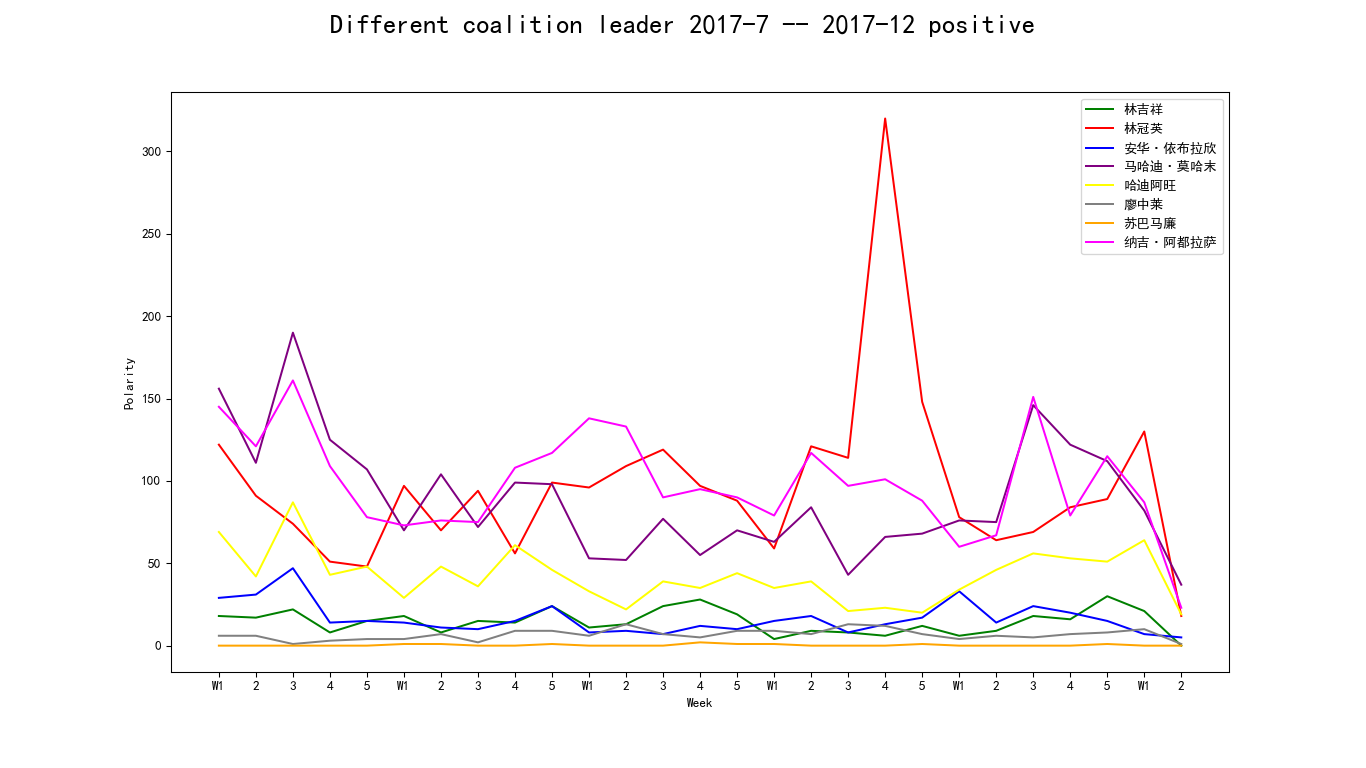 Different coalition leader 2017-7 -- 2017-12 positive
林吉祥
林冠英
安华·依布拉欣
马哈迪·莫哈末
哈迪阿旺
廖中莱
苏巴马廉
纳吉·阿都拉萨
300
250
200
150
100
50
0
Polarity
W1 2 3 4 5 W1 2 3 4 5 W1 2 3 4 5 W1 2 3 4 5 W1 2 3 4 5 W1 2
Week